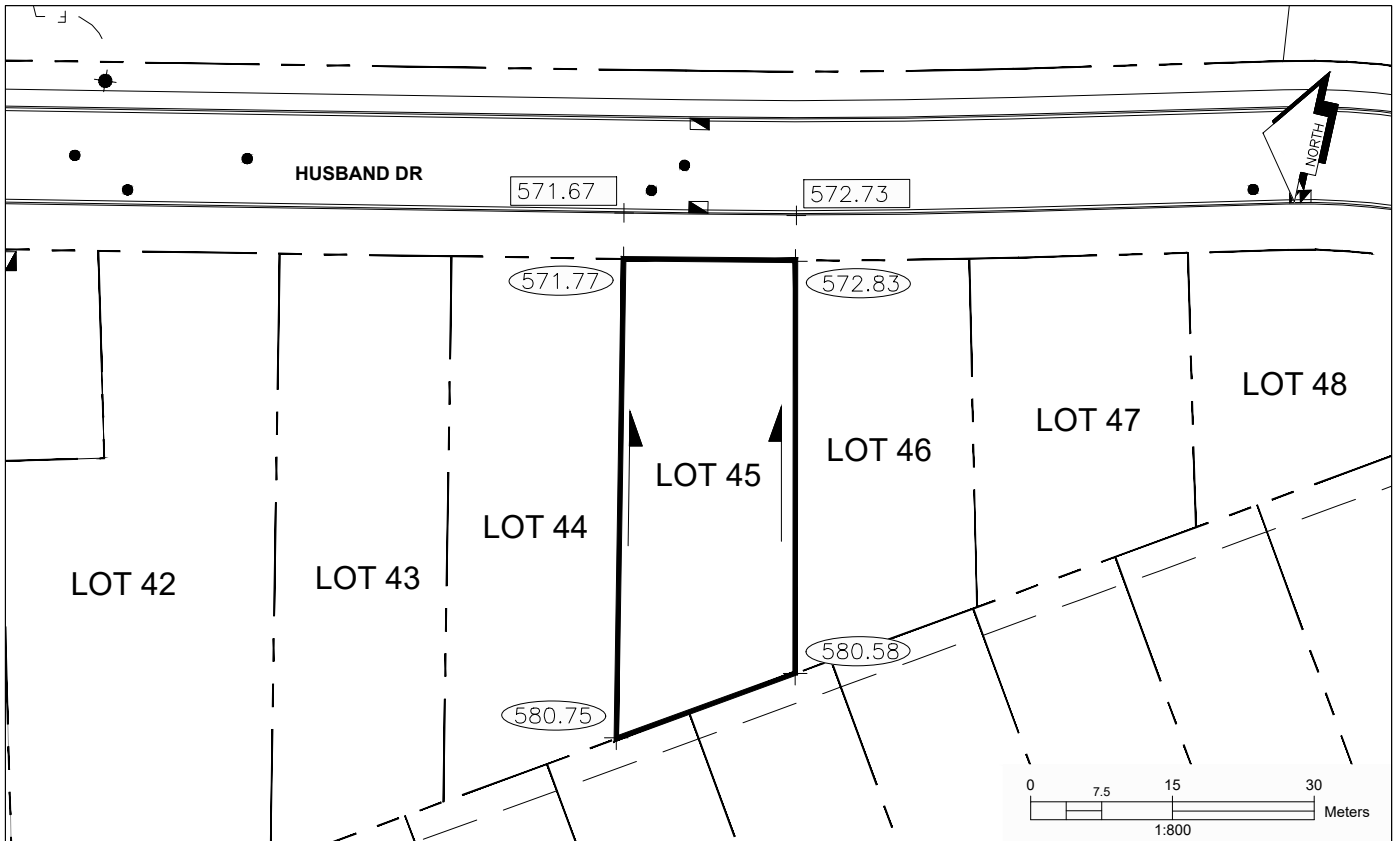 NORTH
HUSBAND DR
571.67
572.73
571.77
572.83
LOT 48
LOT 47
LOT 46
LOT 45
LOT 44
LOT 43
LOT 42
580.58
580.75
0 7.5 15 30
Meters
1:800